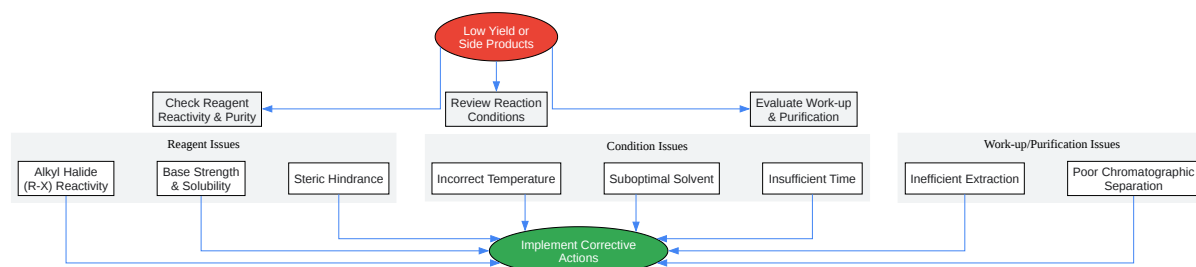 Low Yield or
Side Products
Check Reagent
Reactivity & Purity
Review Reaction
Conditions
Evaluate Work-up
& Purification
Reagent Issues
Condition Issues
Work-up/Purification Issues
Alkyl Halide
(R-X) Reactivity
Base Strength
& Solubility
Steric Hindrance
Incorrect Temperature
Suboptimal Solvent
Insufficient Time
Inefficient Extraction
Poor Chromatographic
Separation
Implement Corrective
Actions